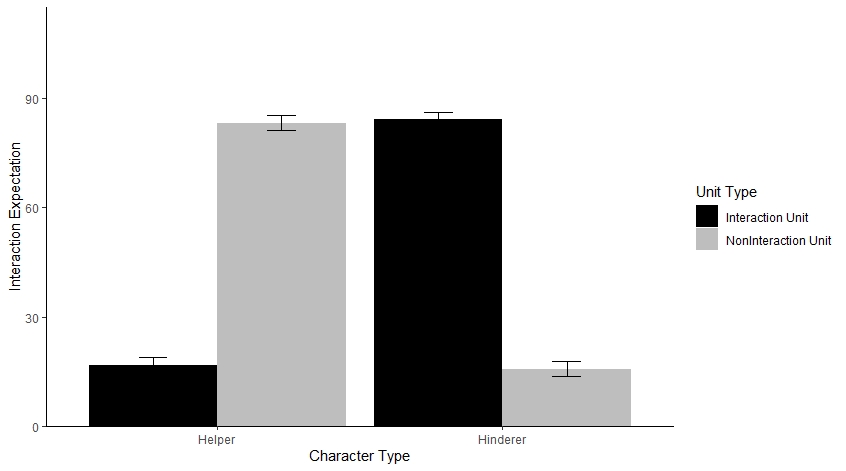 90
60
30
0
Interaction Expectation
Helper
Hinderer
Character Type
Unit Type
Interaction Unit
NonInteraction Unit